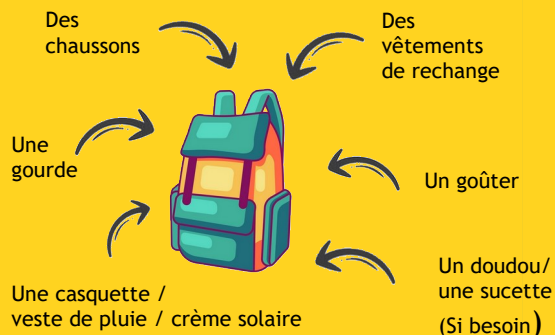 Des
chaussons
Des
vêtements
de rechange
Une
gourde
Un goûter
Une casquette /
veste de pluie / crème solaire
Un doudou/
une sucette
(Si besoin)